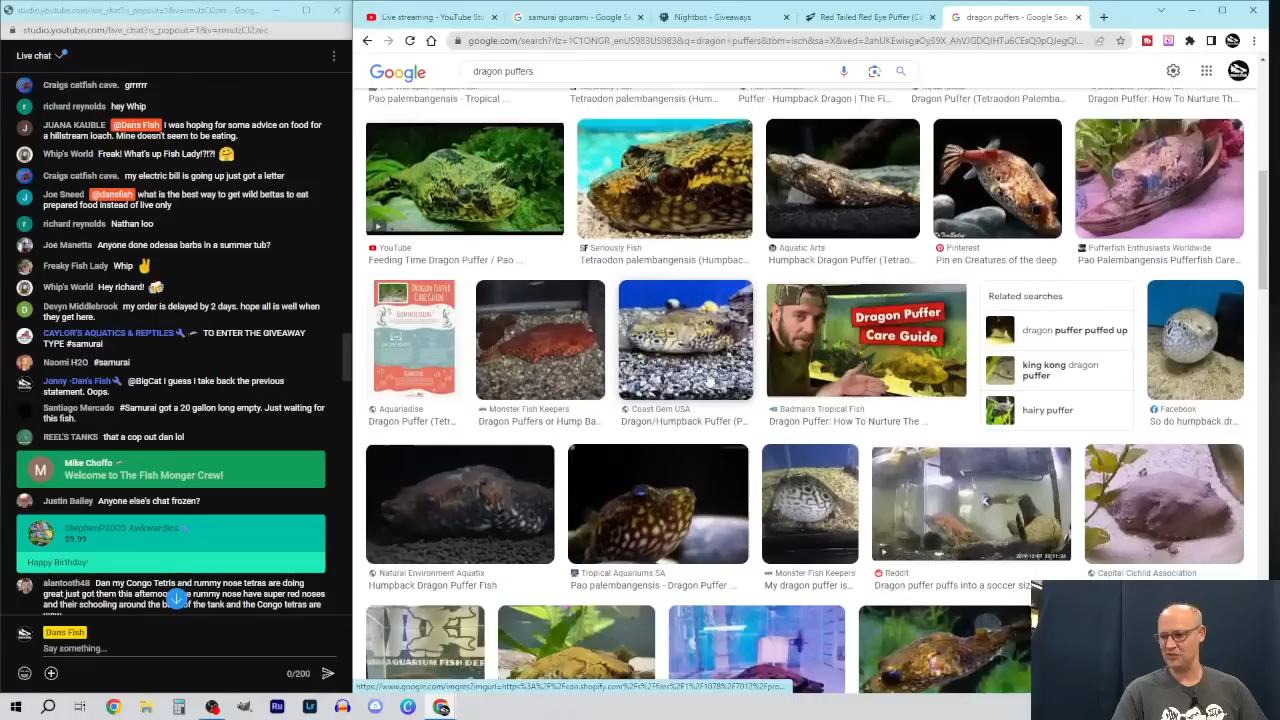 studio.youtube.com/live_chat?is_popout=1&v=rmvJzCI2zec - Goo...
studio.youtube.com/live_chat?is_popout=1&v=rmvJzCI2zec
Live chat
Craigs catfish cave. grrrrr
richard reynolds hey Whip
JUANA KAUBLE @Dans Fish I was hoping for soma advice on food
for a hillstream loach. Mine doesn't seem to be eating.
Whip's World Freak! What's up Fish Lady!?!?!
Craigs catfish cave. my electric bill is going up just got a letter
Joe Sneed @dansfish what is the best way to get wild bettas to eat
prepared food instead of live only
richard reynolds Nathan loo
Joe Manetta Anyone done odessa barbs in a summer tub?
Freaky Fish Lady Whip
Whip's World Hey richard!
Devyn Middlebrook my order is delayed by 2 days. hope all is well when
they get here.
CAYLOR'S AQUATICS & REPTILES TO ENTER THE GIVEAWAY
TYPE #samurai
Naomi H2O #samurai
Jonny -Dan's Fish @BigCat I guess I take back the previous
statement. Oops.
Santiago Mercado #Samurai got a 20 gallon long empty. Just waiting for
this fish.
REEL'S TANKS that a cop out dan lol
M
Mike Choffo
Welcome to The Fish Monger Crew!
Justin Bailey Anyone else's chat frozen?
StephenP2003 Awkwardics
$9.99
Happy Birthday!
alantooth48 Dan my Congo Tetris and rummy nose tetras are doing
great just got them this afternoon rummy nose have super red noses
and their schooling around the of the tank and the Congo tetras are
Dans Fish
Say something...
0/200
Live streaming - YouTube St
samurai gourami - Google Se
Nightbot - Giveaways
Red Tailed Red Eye Puffer (Ca
dragon puffers - Google Sear
Google
dragon puffers
Pao palembangensis - Tropical ...
Tetraodon palembangensis (Hum...
Puffer - Humpback Dragon | The Fi...
Dragon Puffer (Tetraodon Palemba...
Dragon Puffer: How To Nurture Th...
YouTube
Feeding Time Dragon Puffer / Pao ...
Seriously Fish
Tetraodon palembangensis (Humpbac...
Aquatic Arts
Humpback Dragon Puffer (Tetrao...
Pinterest
Pin en Creatures of the deep
Pufferfish Enthusiasts Worldwide
Pao Palembangensis Pufferfish Care...
DRAGON PUFFER
CARE GUIDE
Dragon Puffer
Care Guide
Related searches
dragon puffer puffed up
king kong dragon
puffer
hairy puffer
Aquariadise
Dragon Puffer (Tetr...
Monster Fish Keepers
Dragon Puffers or Hump Ba...
Coast Gem USA
Dragon/Humpback Puffer (P...
Badman's Tropical Fish
Dragon Puffer: How To Nurture The ...
Facebook
So do humpback dr...
2019-12-07 20:11:24
Natural Environment Aquatix
Humpback Dragon Puffer Fish
Tropical Aquariums SA
Pao palembangensis - Dragon Puffer ...
Monster Fish Keepers
My dragon puffer is...
Reddit
Dragon puffer puffs into a soccer siz
Capital Cichlid Association
Ru
Lr